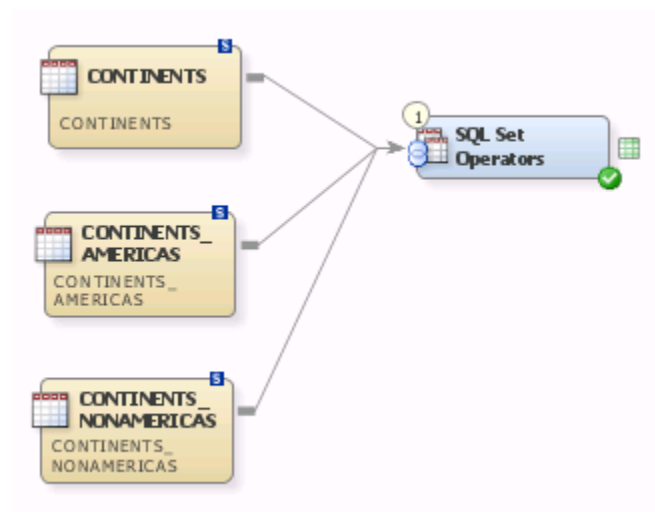 S
CONTINENTS
CONTINENTS
S
CONTINENTS_
AMERICAS
CONTINENTS_
AMERICAS
S
CONTINENTS_
NONAMERICAS
CONTINENTS_
NONAMERICAS
1
SQL Set
Operators